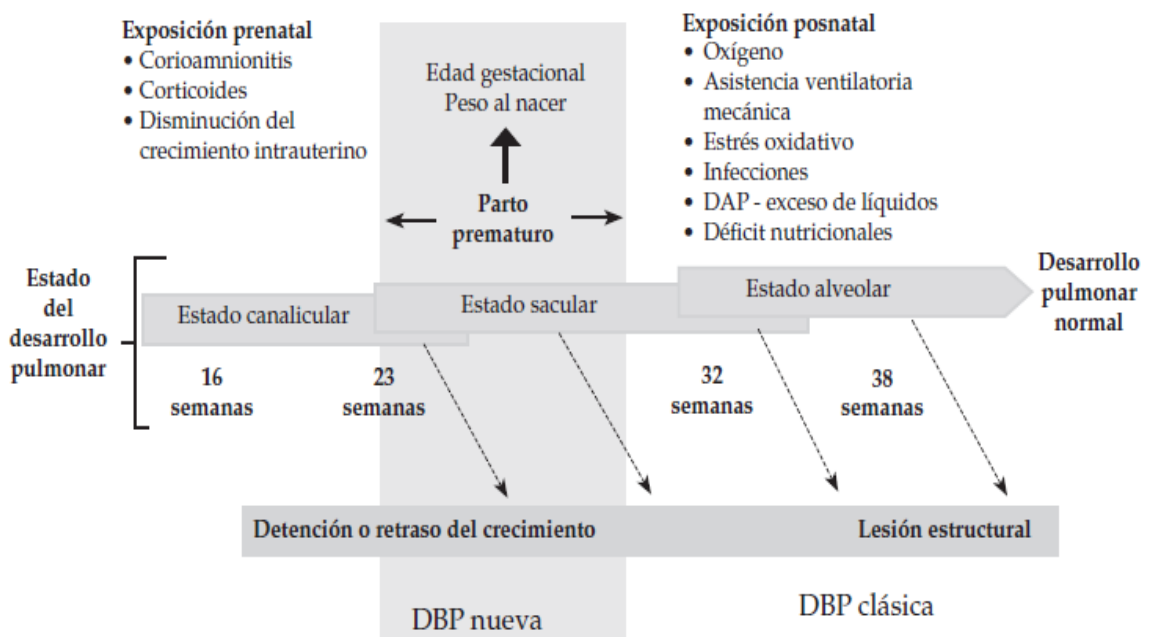 Exposición prenatal
• Corioamnionitis
• Corticoides
• Disminución del
crecimiento intrauterino
Edad gestacional
Peso al nacer
Parto
prematuro
Exposición posnatal
• Oxígeno
• Asistencia ventilatoria
mecánica
• Estrés oxidativo
• Infecciones
• DAP - exceso de líquidos
• Déficit nutricionales
Estado
del
desarrollo
pulmonar
Estado canalicular
Estado sacular
Estado alveolar
Desarrollo
pulmonar
normal
16
semanas
23
semanas
32
semanas
38
semanas
Detención o retraso del crecimiento
Lesión estructural
DBP nueva
DBP clásica